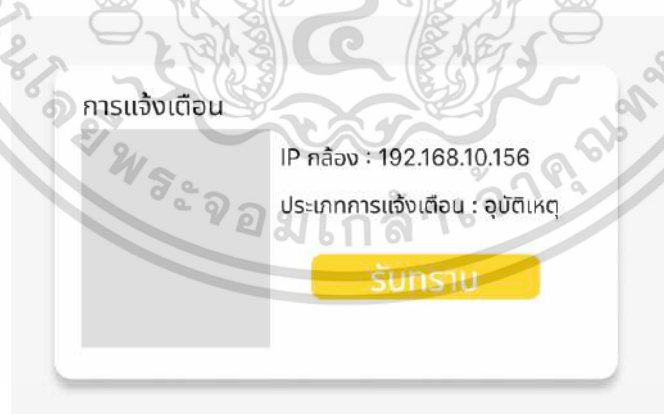 การแจ้งเตือน
IP กล้อง : 192.168.10.156
ประเภทการแจ้งเตือน : อุบัติเหตุ
รับทราบ